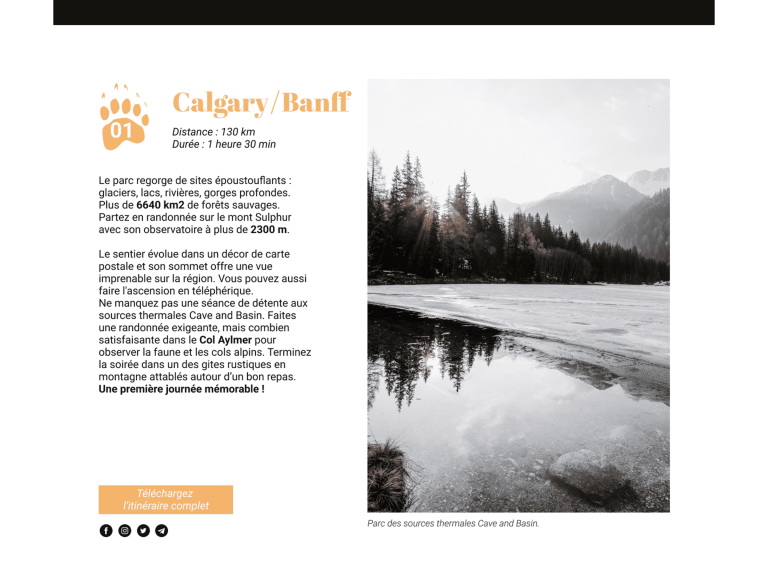 01
Calgary/Banff
Distance : 130 km
Durée : 1 heure 30 min
Le parc regorge de sites époustouflants :
glaciers, lacs, rivières, gorges profondes.
Plus de 6640 km2 de forêts sauvages.
Partez en randonnée sur le mont Sulphur
avec son observatoire à plus de 2300 m.
Le sentier évolue dans un décor de carte
postale et son sommet offre une vue
imprenable sur la région. Vous pouvez aussi
faire l'ascension en téléphérique.
Ne manquez pas une séance de détente aux
sources thermales Cave and Basin. Faites
une randonnée exigeante, mais combien
satisfaisante dans le Col Aylmer pour
observer la faune et les cols alpins. Terminez
la soirée dans un des gites rustiques en
montagne attablés autour d’un bon repas.
Une première journée mémorable !
Téléchargez
l’itinéraire complet
Parc des sources thermales Cave and Basin.